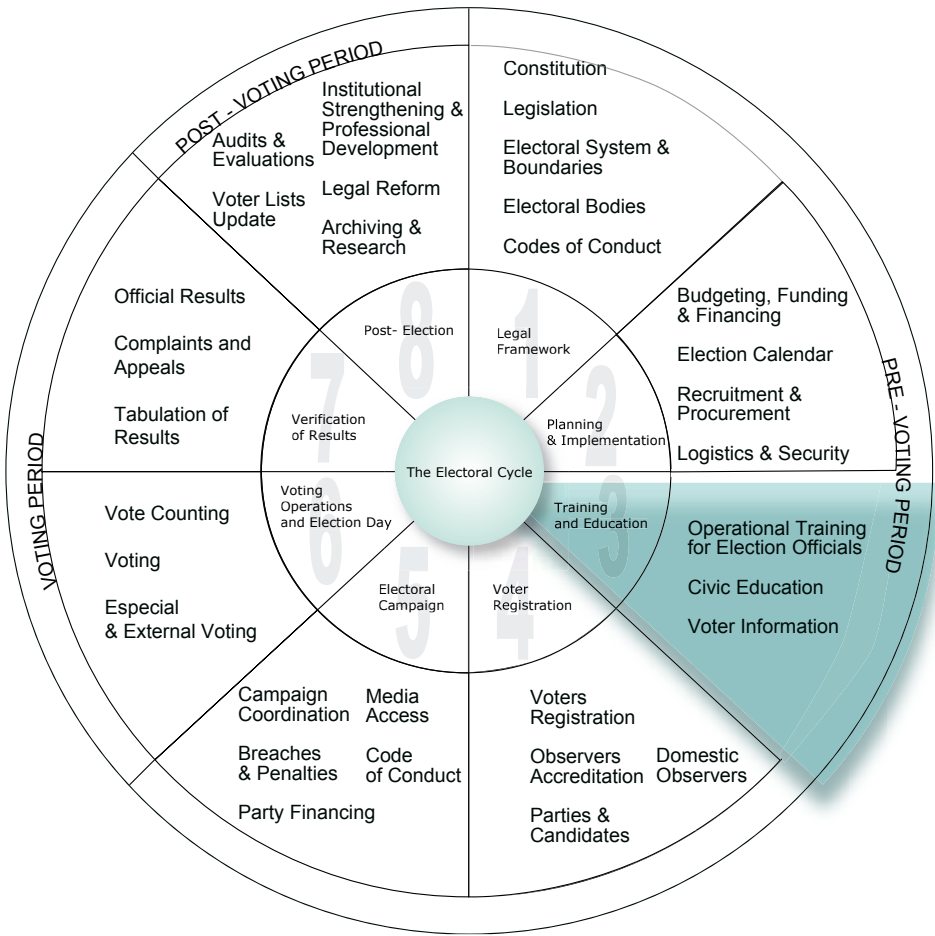 POST - VOTING PERIOD
PRE - VOTING PERIOD
VOTING PERIOD
The Electoral Cycle
1
Legal
Framework
Constitution
Legislation
Electoral System &
Boundaries
Electoral Bodies
Codes of Conduct
2
Planning
& Implementation
Budgeting, Funding
& Financing
Election Calendar
Recruitment &
Procurement
Logistics & Security
3
Training
and Education
Operational Training
for Election Officials
Civic Education
Voter Information
4
Voter
Registration
Voters
Registration
Observers
Accreditation
Domestic
Observers
Parties &
Candidates
5
Electoral
Campaign
Campaign
Coordination
Media
Access
Breaches
& Penalties
Code
of Conduct
Party Financing
6
Voting
Operations
and Election Day
Vote Counting
Voting
Especial
& External Voting
7
Verification
of Results
Official Results
Complaints and
Appeals
Tabulation of
Results
8
Post- Election
Institutional
Strengthening &
Professional
Development
Audits &
Evaluations
Legal Reform
Voter Lists
Update
Archiving &
Research